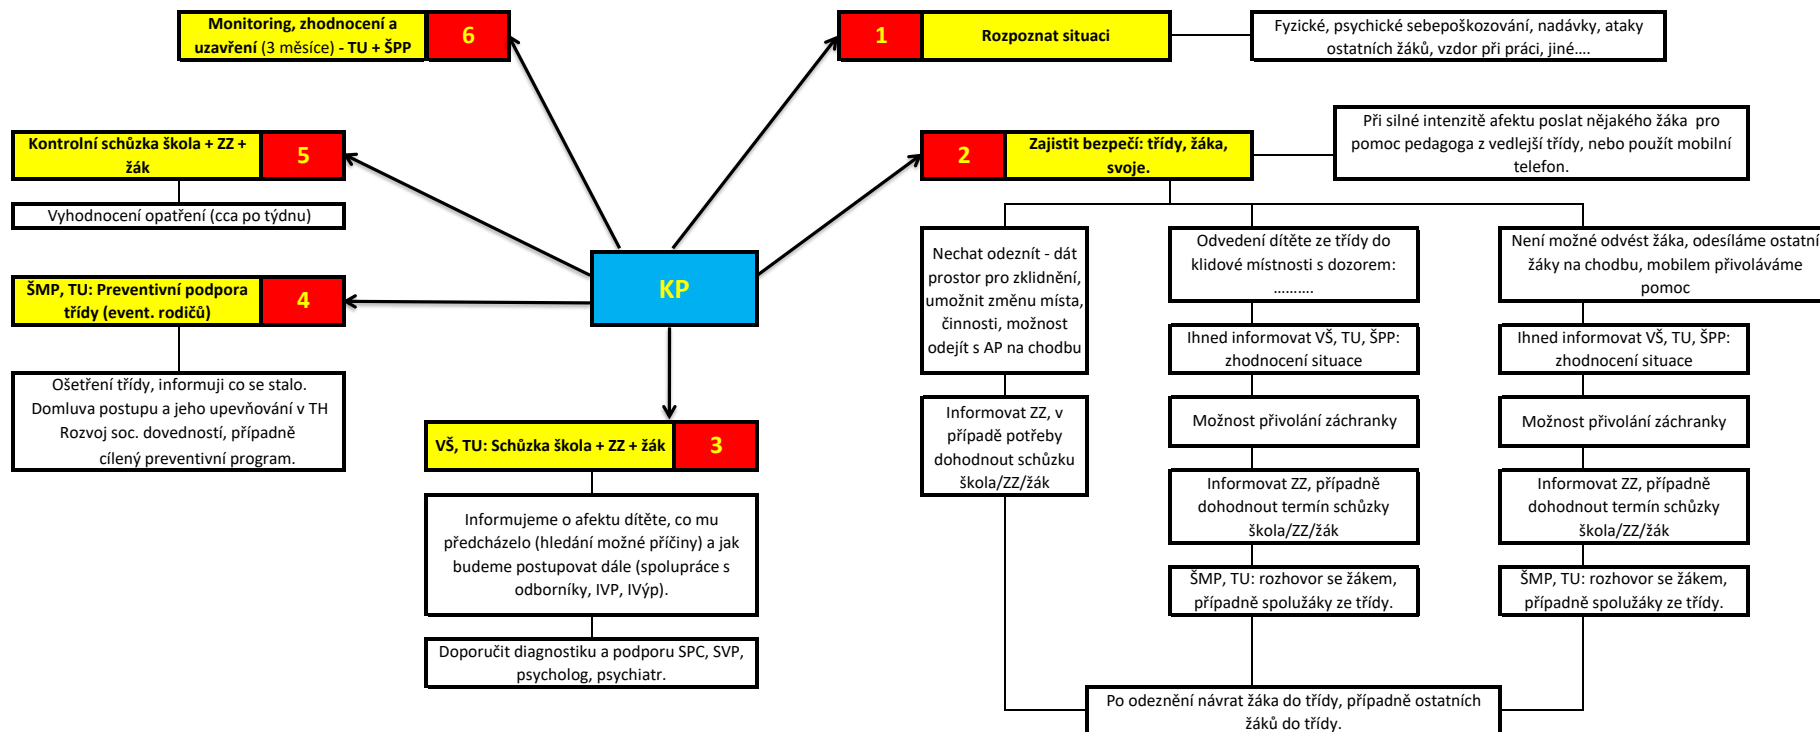 Monitoring, zhodnocení a
uzavření (3 měsíce) - TU + ŠPP
6
1
Rozpoznat situaci
Fyzické, psychické sebepoškozování, nadávky, ataky
ostatních žáků, vzdor při práci, jiné....
Kontrolní schůzka škola + ZZ +
žák
5
Vyhodnocení opatření (cca po týdnu)
2
Zajistit bezpečí: třídy, žáka,
svoje.
Při silné intenzitě afektu poslat nějakého žáka pro
pomoc pedagoga z vedlejší třídy, nebo použít mobilní
telefon.
Nechat odeznít - dát
prostor pro zklidnění,
umožnit změnu místa,
činnosti, možnost
odejít s AP na chodbu
Informovat ZZ, v
případě potřeby
dohodnout schůzku
škola/ZZ/žák
Odvedení dítěte ze třídy do
klidové místnosti s dozorem:
……….
Ihned informovat VŠ, TU, ŠPP:
zhodnocení situace
Možnost přivolání záchranky
Informovat ZZ, případně
dohodnout termín schůzky
škola/ZZ/žák
ŠMP, TU: rozhovor se žákem,
případně spolužáky ze třídy.
Není možné odvést žáka, odesíláme ostatní
žáky na chodbu, mobilem přivoláváme
pomoc
Ihned informovat VŠ, TU, ŠPP:
zhodnocení situace
Možnost přivolání záchranky
Informovat ZZ, případně
dohodnout termín schůzky
škola/ZZ/žák
ŠMP, TU: rozhovor se žákem,
případně spolužáky ze třídy.
Po odeznění návrat žáka do třídy, případně ostatních
žáků do třídy.
KP
ŠMP, TU: Preventivní podpora
třídy (event. rodičů)
4
Ošetření třídy, informuji co se stalo.
Domluva postupu a jeho upevňování v TH
Rozvoj soc. dovedností, případně
cílený preventivní program.
VŠ, TU: Schůzka škola + ZZ + žák
3
Informujeme o afektu dítěte, co mu
předcházelo (hledání možné příčiny) a jak
budeme postupovat dále (spolupráce s
odborníky, IVP, IVýp).
Doporučit diagnostiku a podporu SPC, SVP,
psycholog, psychiatr.